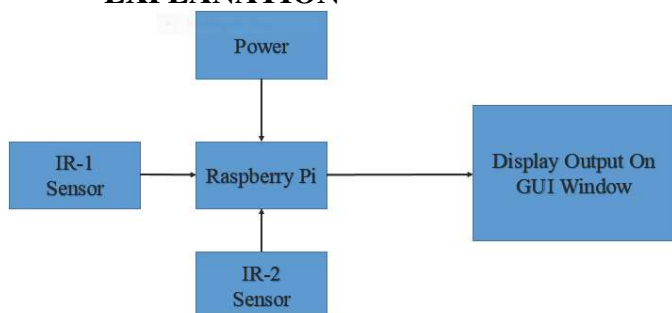 EXPLANATION
Power
IR-1
Sensor
Raspberry Pi
Display Output On
GUI Window
IR-2
Sensor